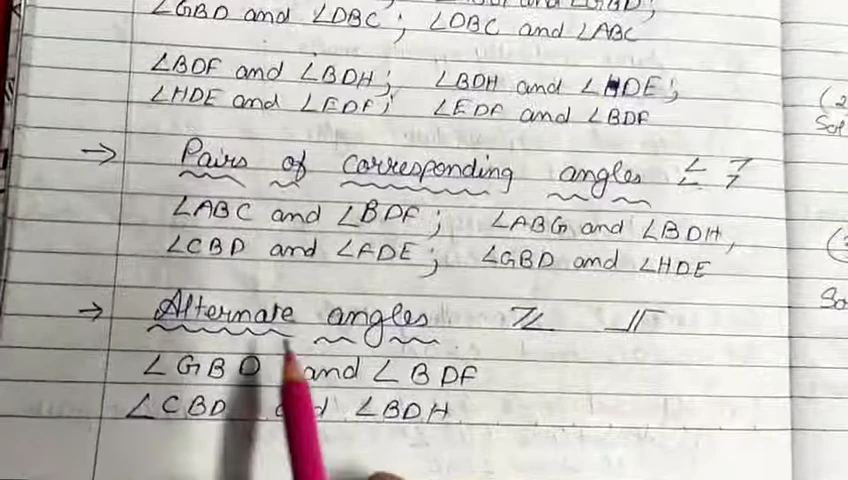 ∠GBD and ∠DBC; ∠DBC and ∠ABC
∠BDF and ∠BDH; ∠BDH and ∠HDE;
∠HDE and ∠EDF; ∠EDF and ∠BDF
→ Pairs of corresponding angles
∠ABC and ∠BDF; ∠ABG and ∠BDH,
∠CBD and ∠FDE; ∠GBD and ∠HDE
→ Alternate angles
∠GBD and ∠BDF
∠CBD and ∠BDH